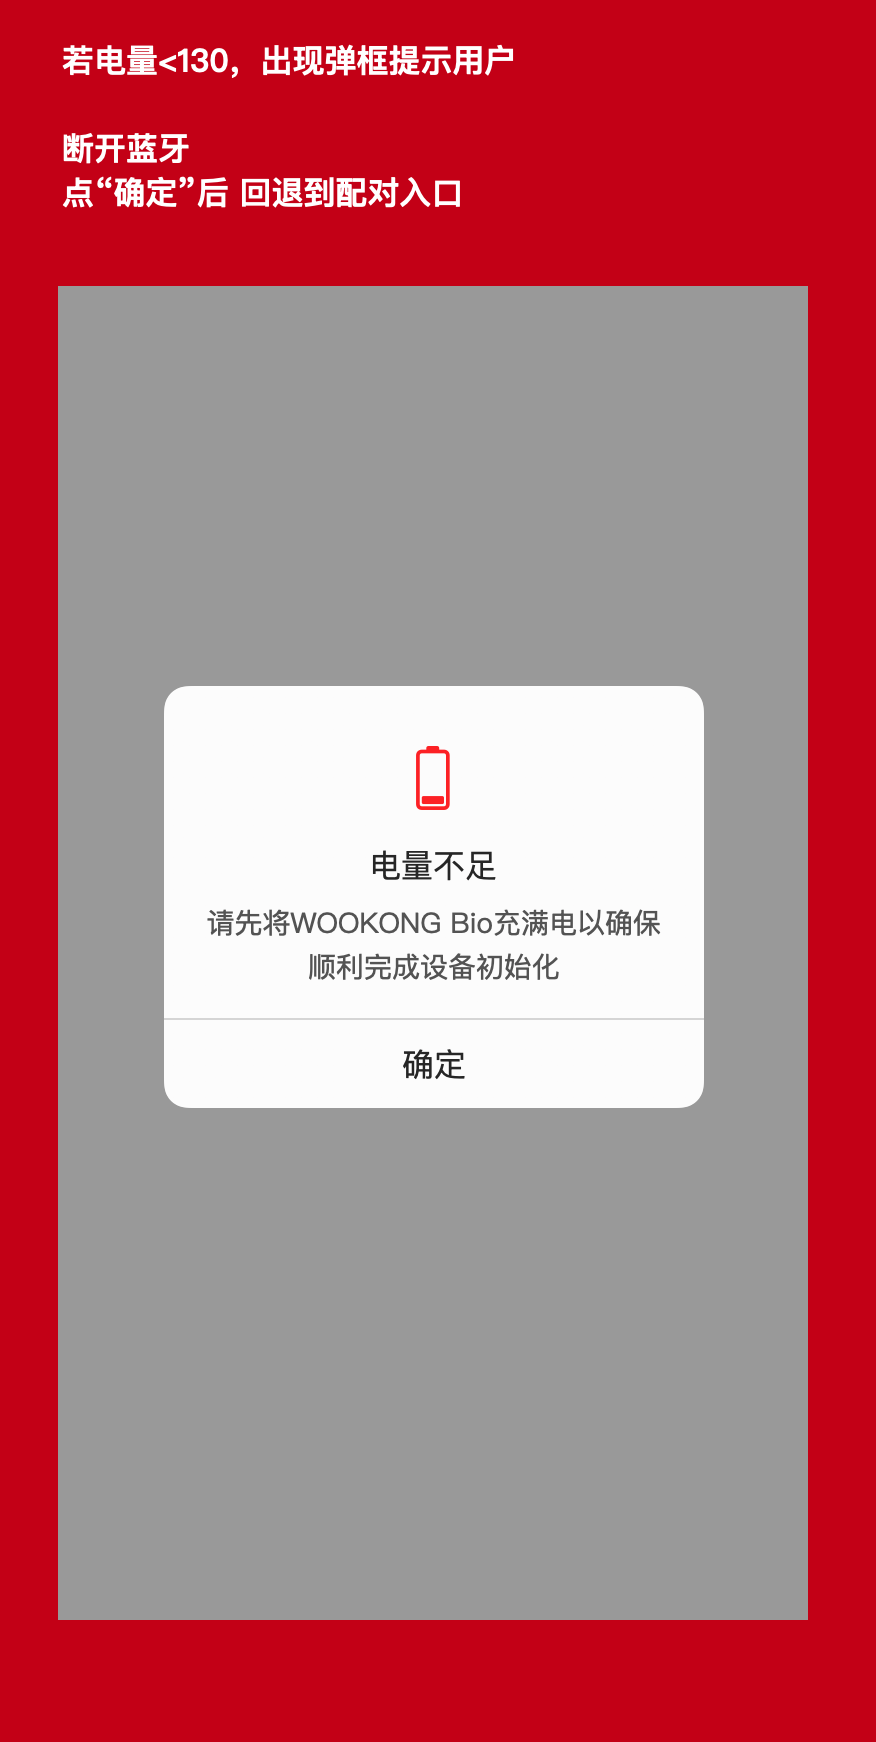 若电量<130，出现弹框提示用户
断开蓝牙
点“确定”后 回退到配对入口
电量不足
请先将WOOKONG Bio充满电以确保
顺利完成设备初始化
确定